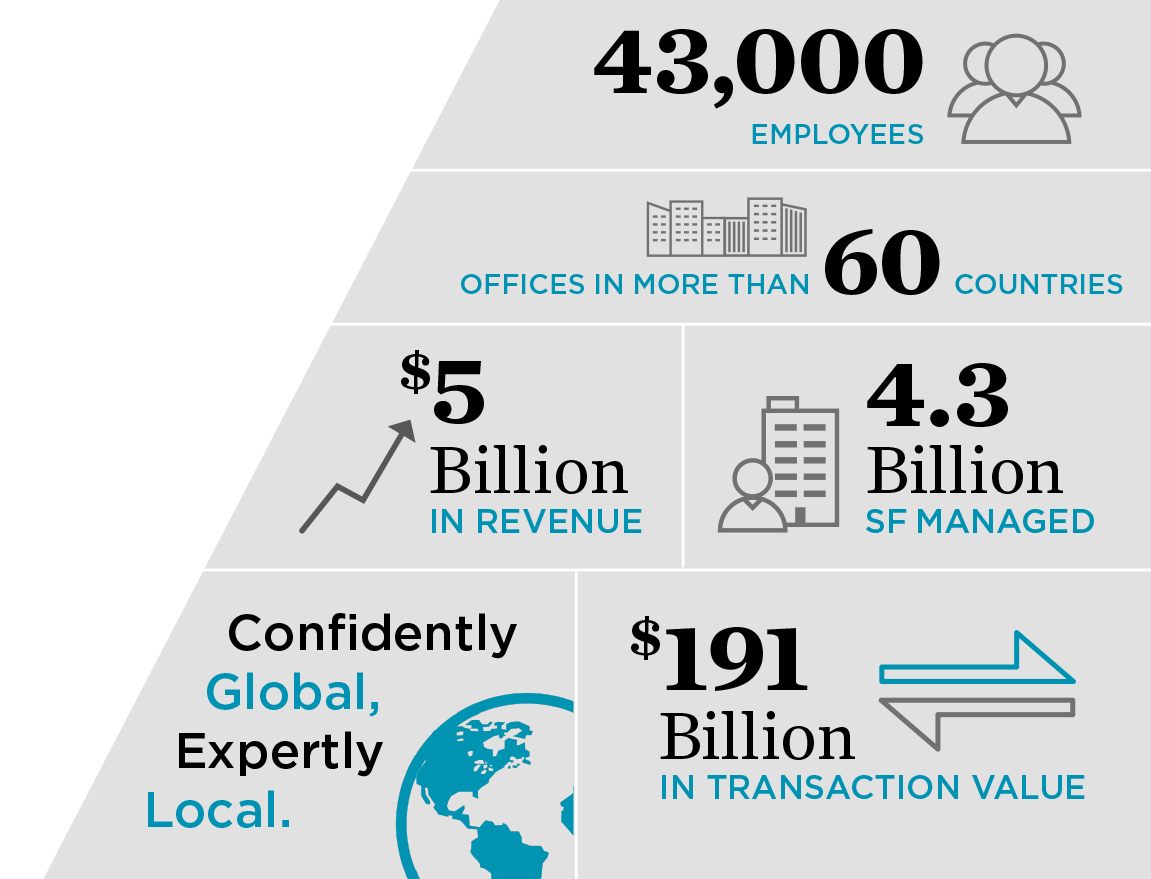 43,000
EMPLOYEES
OFFICES IN MORE THAN 60 COUNTRIES
$5
Billion
IN REVENUE
4.3
Billion
SF MANAGED
Confidently
Global,
Expertly
Local.
$191
Billion
IN TRANSACTION VALUE